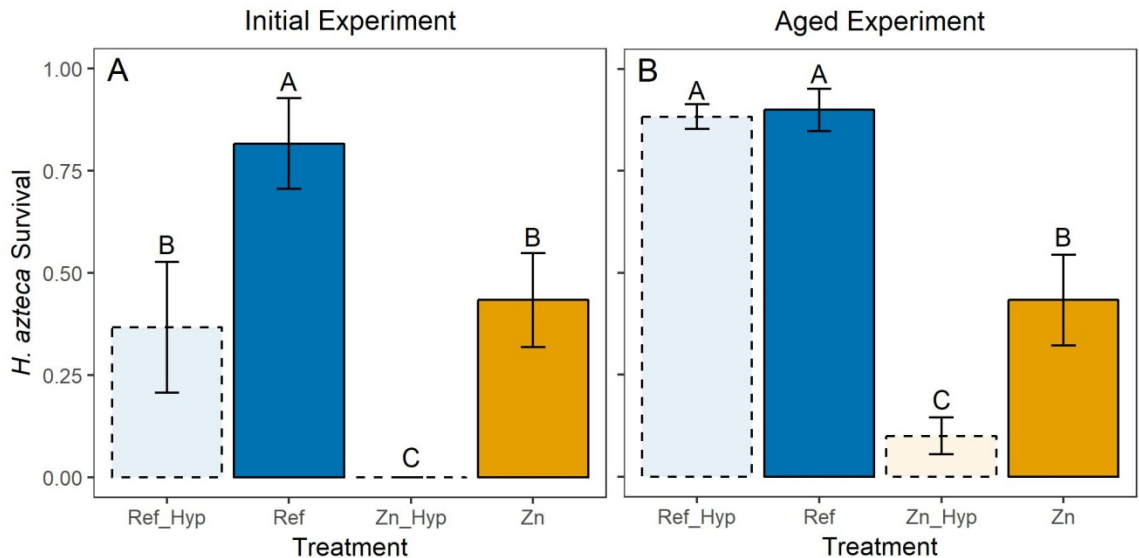 Initial Experiment
Aged Experiment
H. azteca Survival
1.00
0.75
0.50
0.25
0.00
A
B
A
C
B
Ref_Hyp
Ref
Zn_Hyp
Zn
Treatment
B
A
A
C
B
Ref_Hyp
Ref
Zn_Hyp
Zn
Treatment